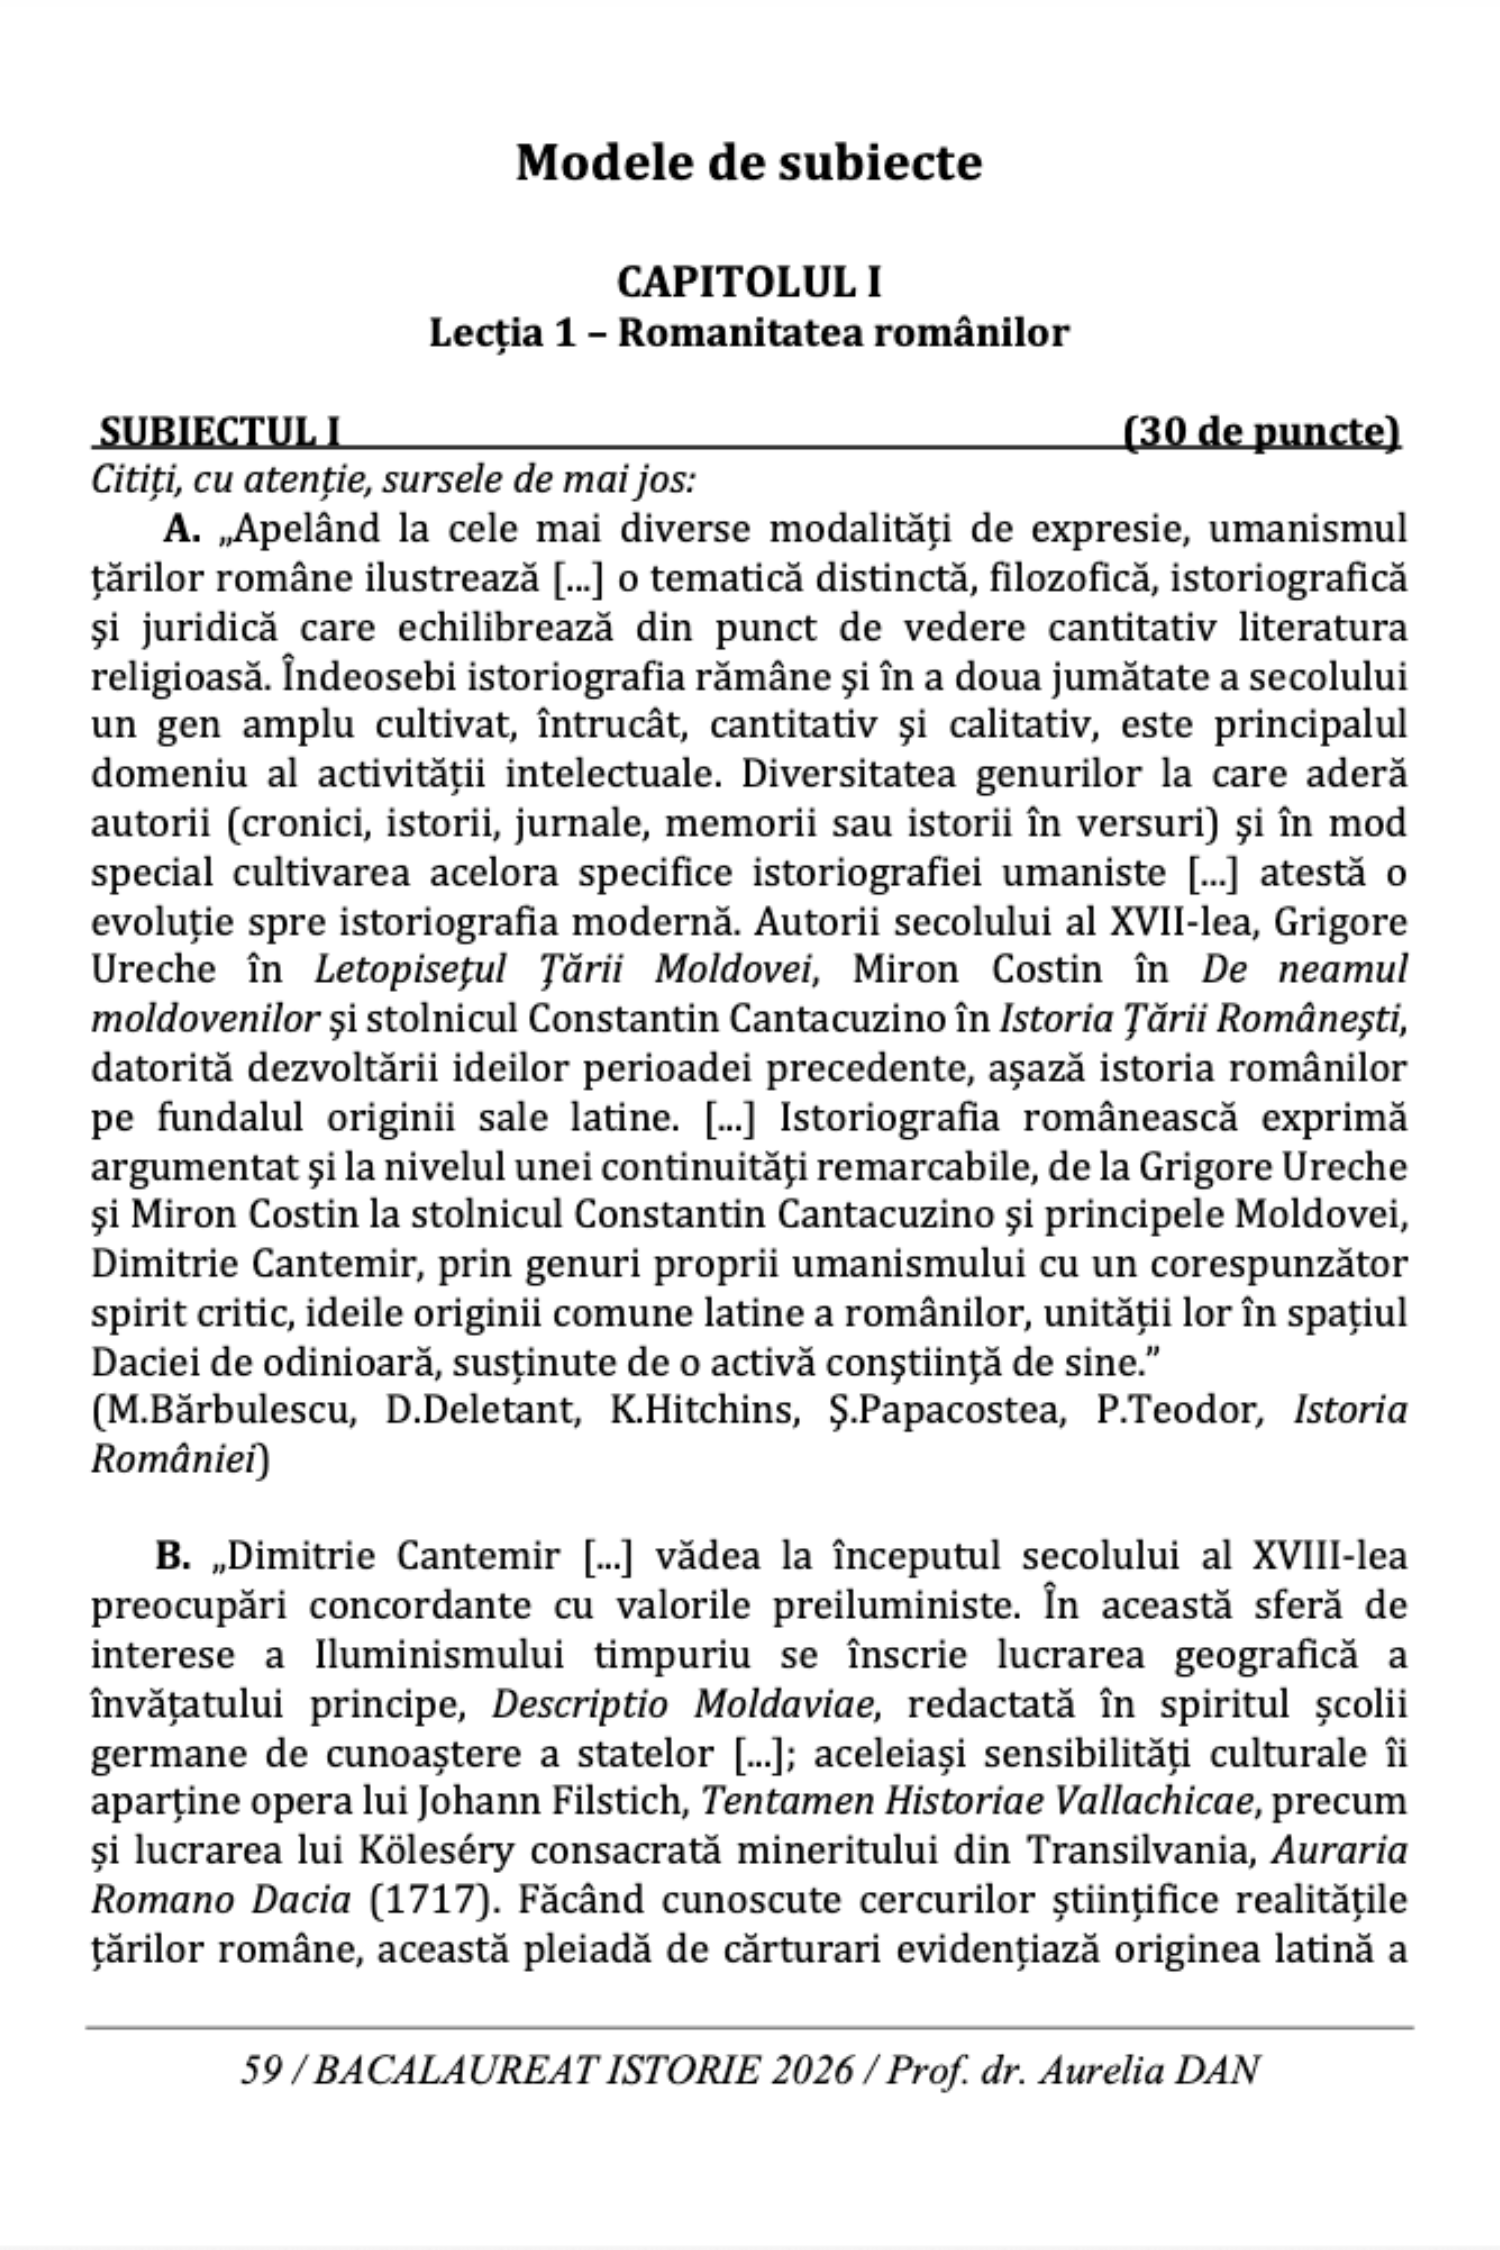 Modele de subiecte
CAPITOLUL I
Lecția 1 – Romanitatea românilor
SUBIECTUL I (30 de puncte)
Citiți, cu atenție, sursele de mai jos:
A. „Apelând la cele mai diverse modalități de expresie, umanismul
țărilor române ilustrează [...] o tematică distinctă, filozofică, istoriografică
și juridică care echilibrează din punct de vedere cantitativ literatura
religioasă. Îndeosebi istoriografia rămâne și în a doua jumătate a secolului
un gen amplu cultivat, întrucât, cantitativ și calitativ, este principalul
domeniu al activității intelectuale. Diversitatea genurilor la care aderă
autorii (cronici, istorii, jurnale, memorii sau istorii în versuri) și în mod
special cultivarea acelora specifice istoriografiei umaniste [...] atestă o
evoluție spre istoriografia modernă. Autorii secolului al XVII-lea, Grigore
Ureche în Letopisețul Țării Moldovei, Miron Costin în De neamul
moldovenilor și stolnicul Constantin Cantacuzino în Istoria Țării Românești,
datorită dezvoltării ideilor perioadei precedente, așază istoria românilor
pe fundalul originii sale latine. [...] Istoriografia românească exprimă
argumentat și la nivelul unei continuități remarcabile, de la Grigore Ureche
și Miron Costin la stolnicul Constantin Cantacuzino și principele Moldovei,
Dimitrie Cantemir, prin genuri proprii umanismului cu un corespunzător
spirit critic, ideile originii comune latine a românilor, unității lor în spațiul
Daciei de odinioară, susținute de o activă conștiință de sine.”
(M.Bărbulescu, D.Deletant, K.Hitchins, Ș.Papacostea, P.Teodor, Istoria
României)
B. „Dimitrie Cantemir [...] vădea la începutul secolului al XVIII-lea
preocupări concordante cu valorile preiluministe. În această sferă de
interese a Iluminismului timpuriu se înscrie lucrarea geografică a
învățatului principe, Descriptio Moldaviae, redactată în spiritul școlii
germane de cunoaștere a statelor [...]; aceleiași sensibilități culturale îi
aparține opera lui Johann Filstich, Tentamen Historiae Vallachicae, precum
și lucrarea lui Köleséry consacrată mineritului din Transilvania, Auraria
Romano Dacia (1717). Făcând cunoscute cercurilor științifice realitățile
țărilor române, această pleiadă de cărturari evidențiază originea latină a
59 / BACALAUREAT ISTORIE 2026 / Prof. dr. Aurelia DAN